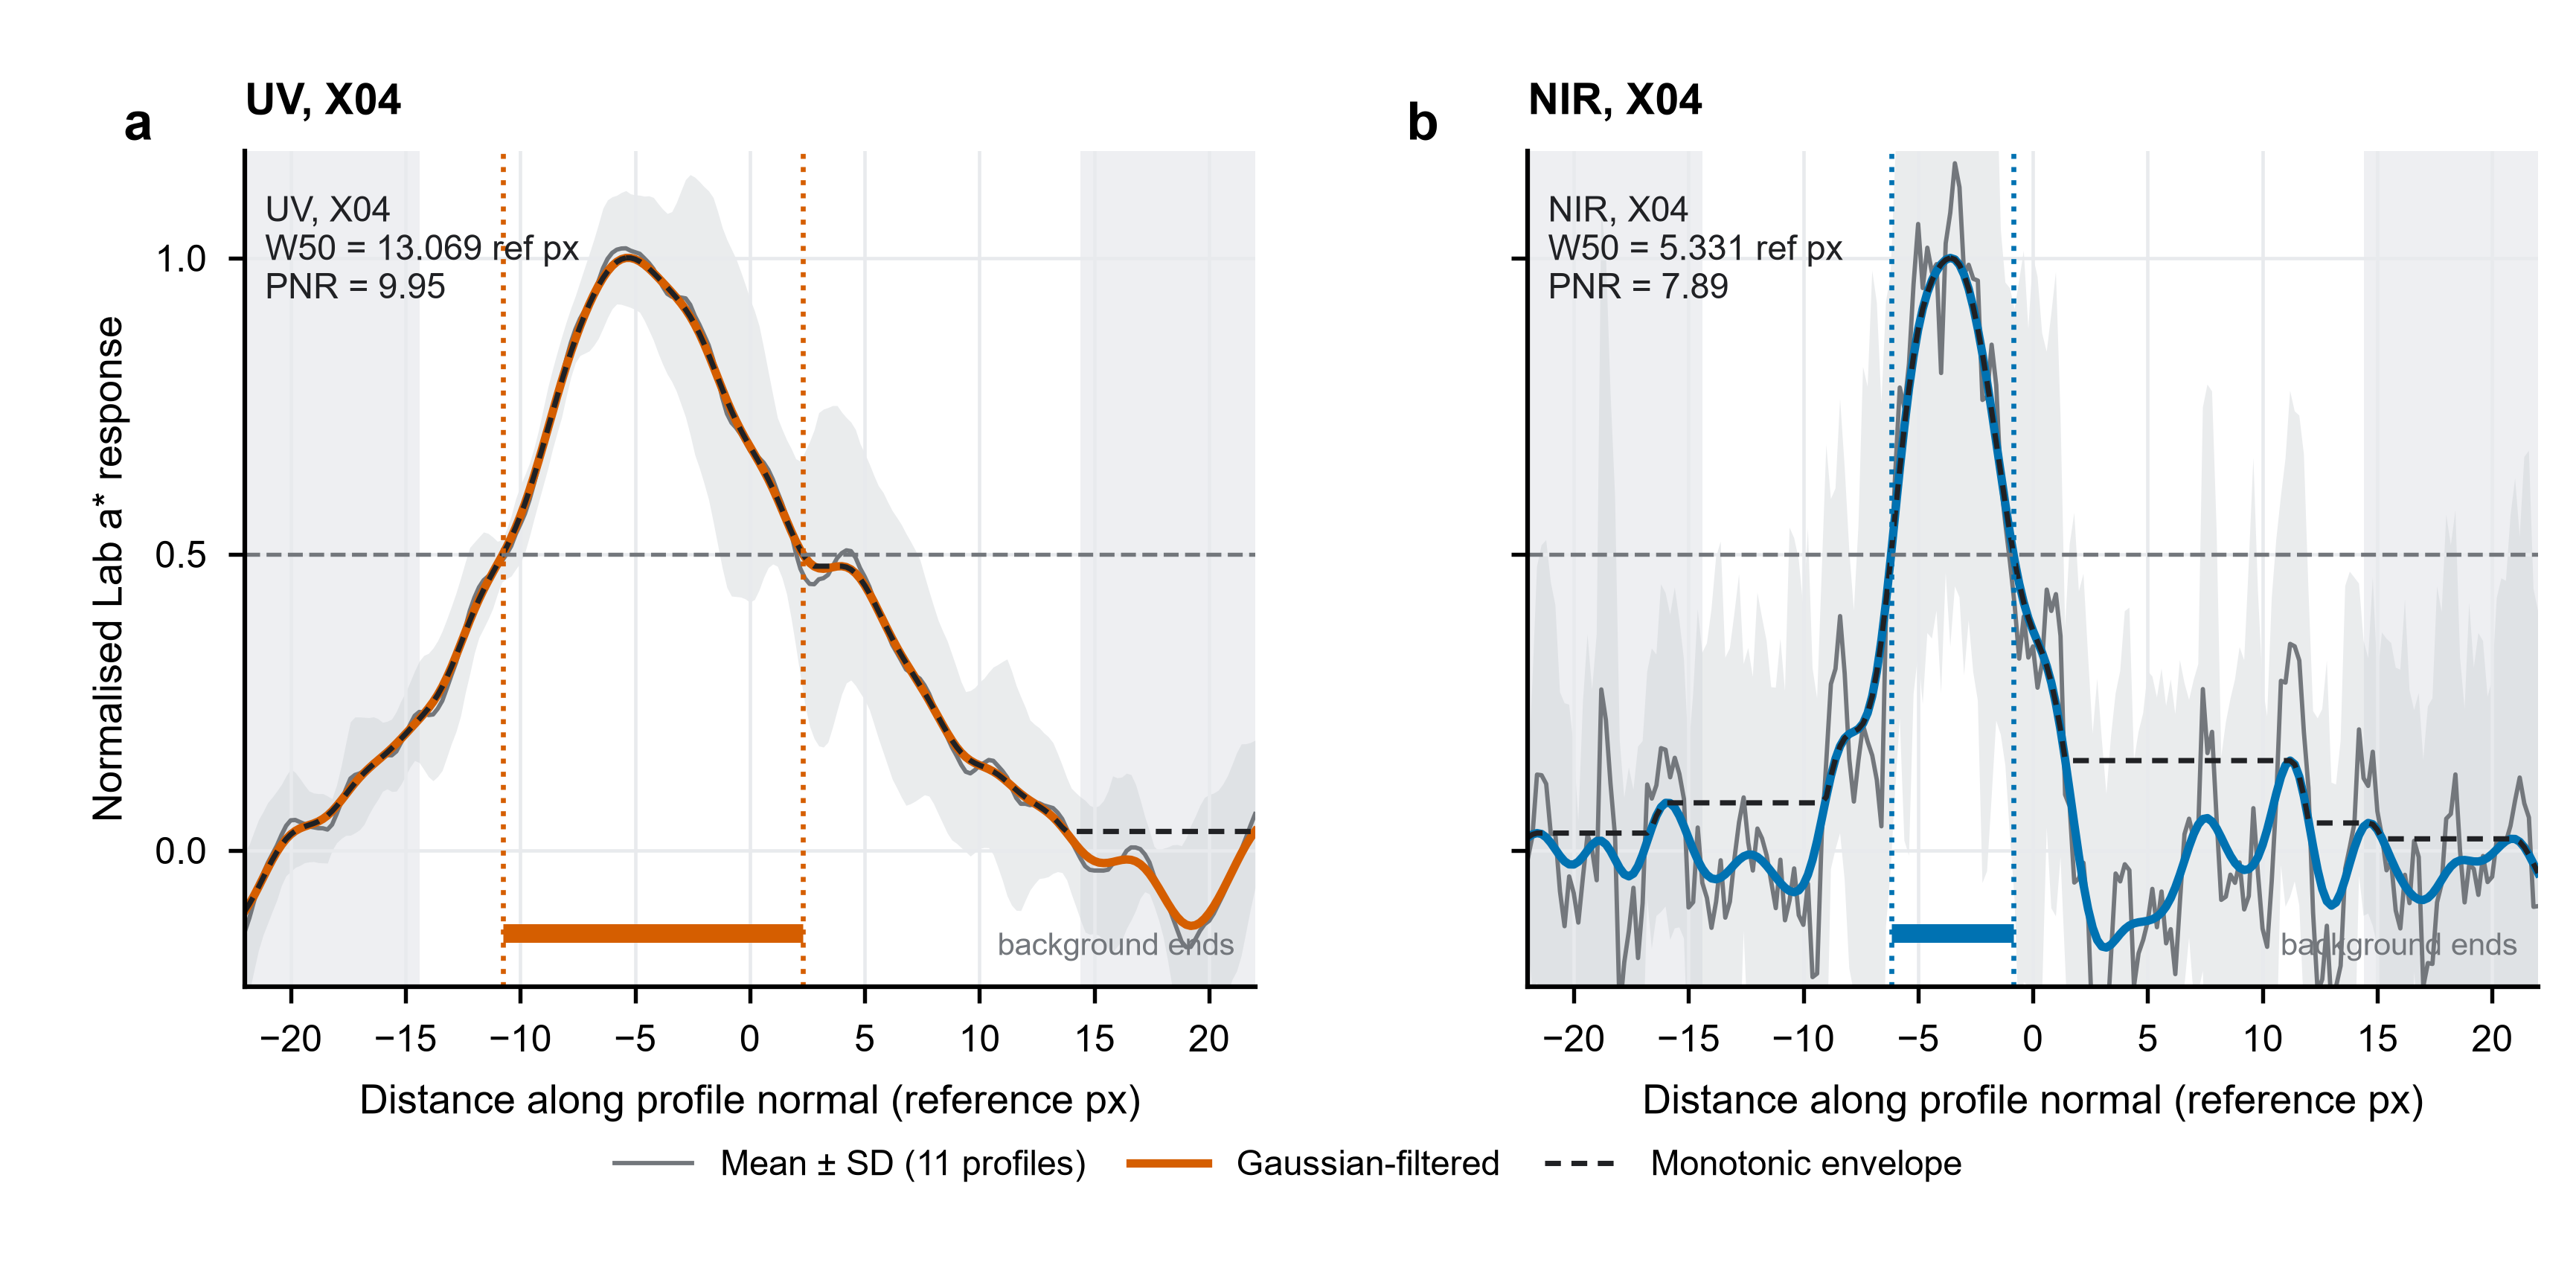 a
UV, X04
UV, X04
W50 = 13.069 ref px
PNR = 9.95
1.0
0.5
0.0
Normalised Lab a* response
background ends
−20 −15 −10 −5 0 5 10 15 20
Distance along profile normal (reference px)
b
NIR, X04
NIR, X04
W50 = 5.331 ref px
PNR = 7.89
background ends
−20 −15 −10 −5 0 5 10 15 20
Distance along profile normal (reference px)
Mean ± SD (11 profiles) Gaussian-filtered Monotonic envelope